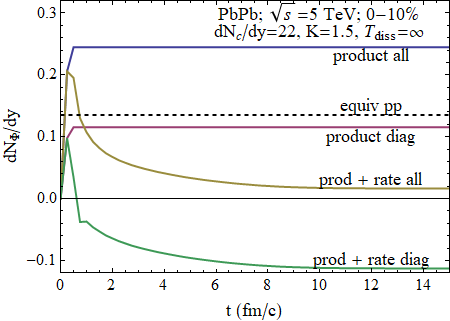 PbPb; √s =5 TeV; 0−10%
dN_c/dy=22, K=1.5, T_diss=∞
0.3
product all
0.2
equiv pp
dN_Φ/dy
0.1
product diag
prod + rate all
0.0
prod + rate diag
−0.1
0 2 4 6 8 10 12 14
t (fm/c)